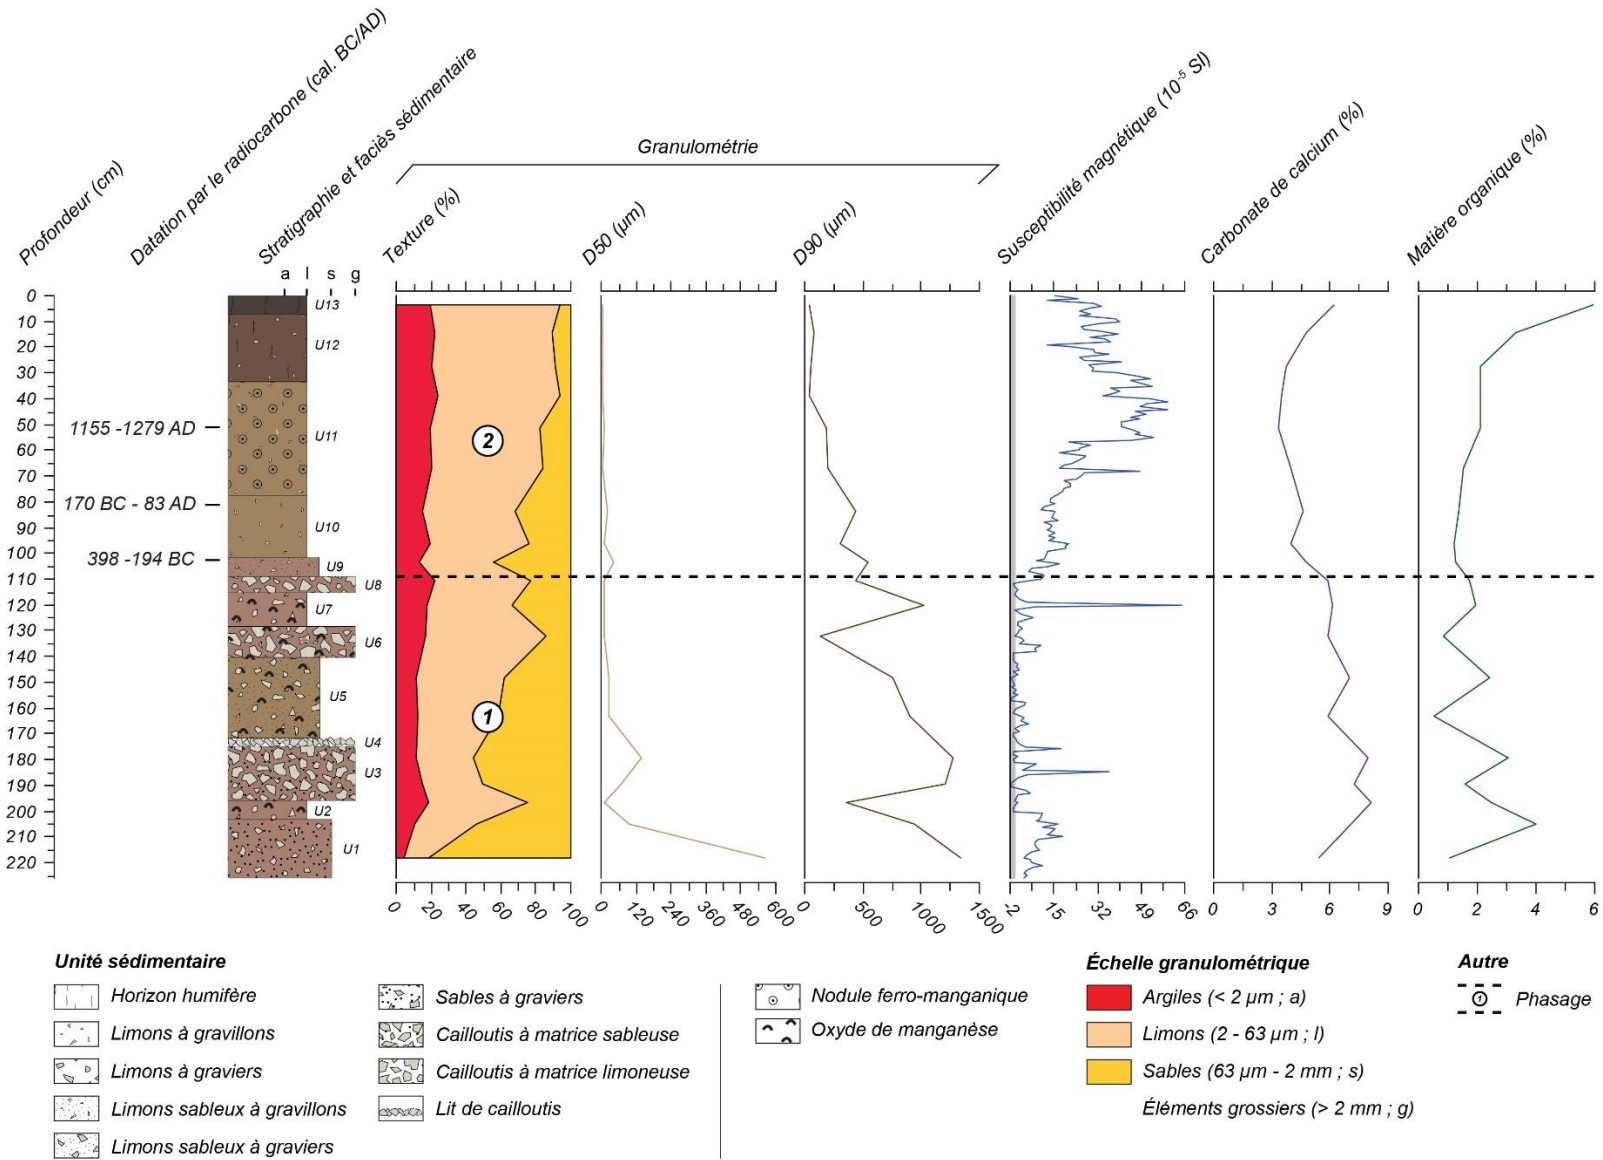 Profondeur (cm)
Datation par le radiocarbone (cal. BC/AD)
Stratigraphie et faciès sédimentaire
Granulométrie
Texture (%)
D50 (µm)
D90 (µm)
Susceptibilité magnétique (10⁻⁵ SI)
Carbonate de calcium (%)
Matière organique (%)
a l s g
0
10
20
30
40
50
60
70
80
90
100
110
120
130
140
150
160
170
180
190
200
210
220
1155 -1279 AD
170 BC - 83 AD
398 -194 BC
U13
U12
U11
U10
U9
U8
U7
U6
U5
U4
U3
U2
U1
2
1
0 20 40 60 80 100
0 120 240 360 480 600
0 500 1000 1500
-2 15 32 49 66
0 3 6 9
0 2 4 6
Unité sédimentaire
Horizon humifère
Limons à gravillons
Limons à graviers
Limons sableux à gravillons
Limons sableux à graviers
Sables à graviers
Cailloutis à matrice sableuse
Cailloutis à matrice limoneuse
Lit de cailloutis
Nodule ferro-manganique
Oxyde de manganèse
Échelle granulométrique
Argiles (< 2 µm ; a)
Limons (2 - 63 µm ; l)
Sables (63 µm - 2 mm ; s)
Éléments grossiers (> 2 mm ; g)
Autre
1 Phasage